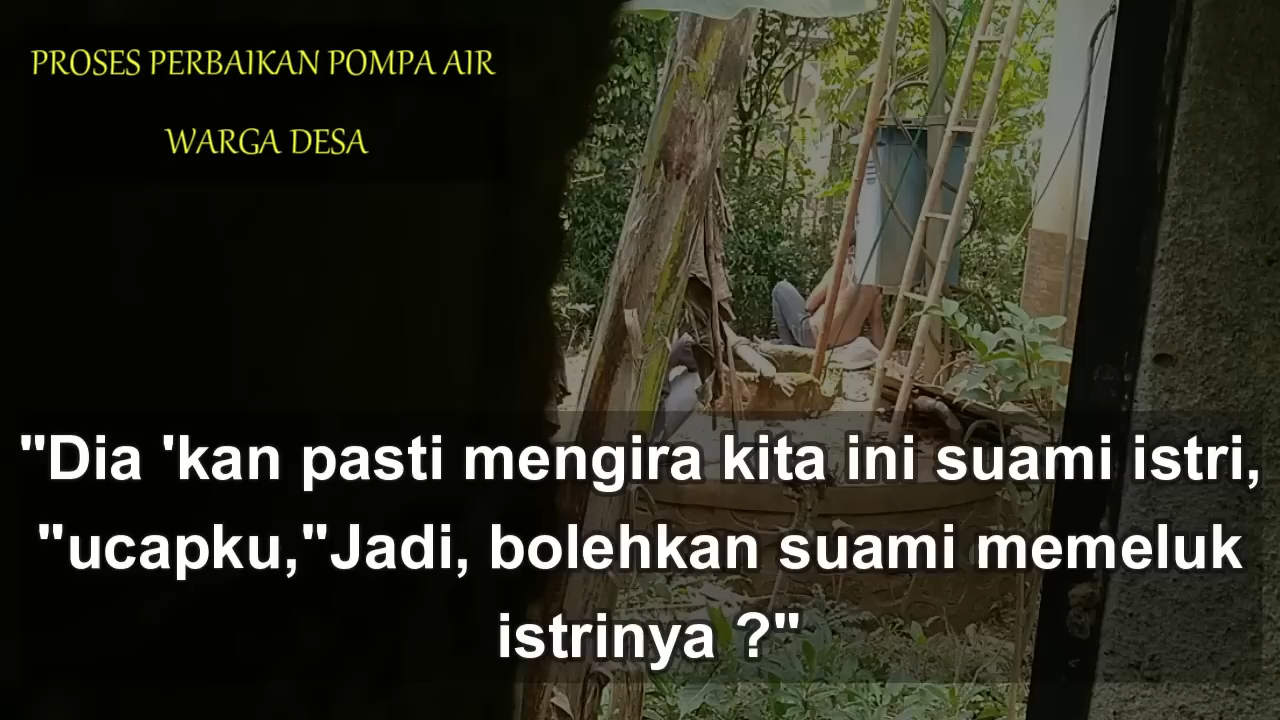 PROSES PERBAIKAN POMPA AIR
WARGA DESA
"Dia 'kan pasti mengira kita ini suami istri,
"ucapku,"Jadi, bolehkan suami memeluk
istrinya ?"